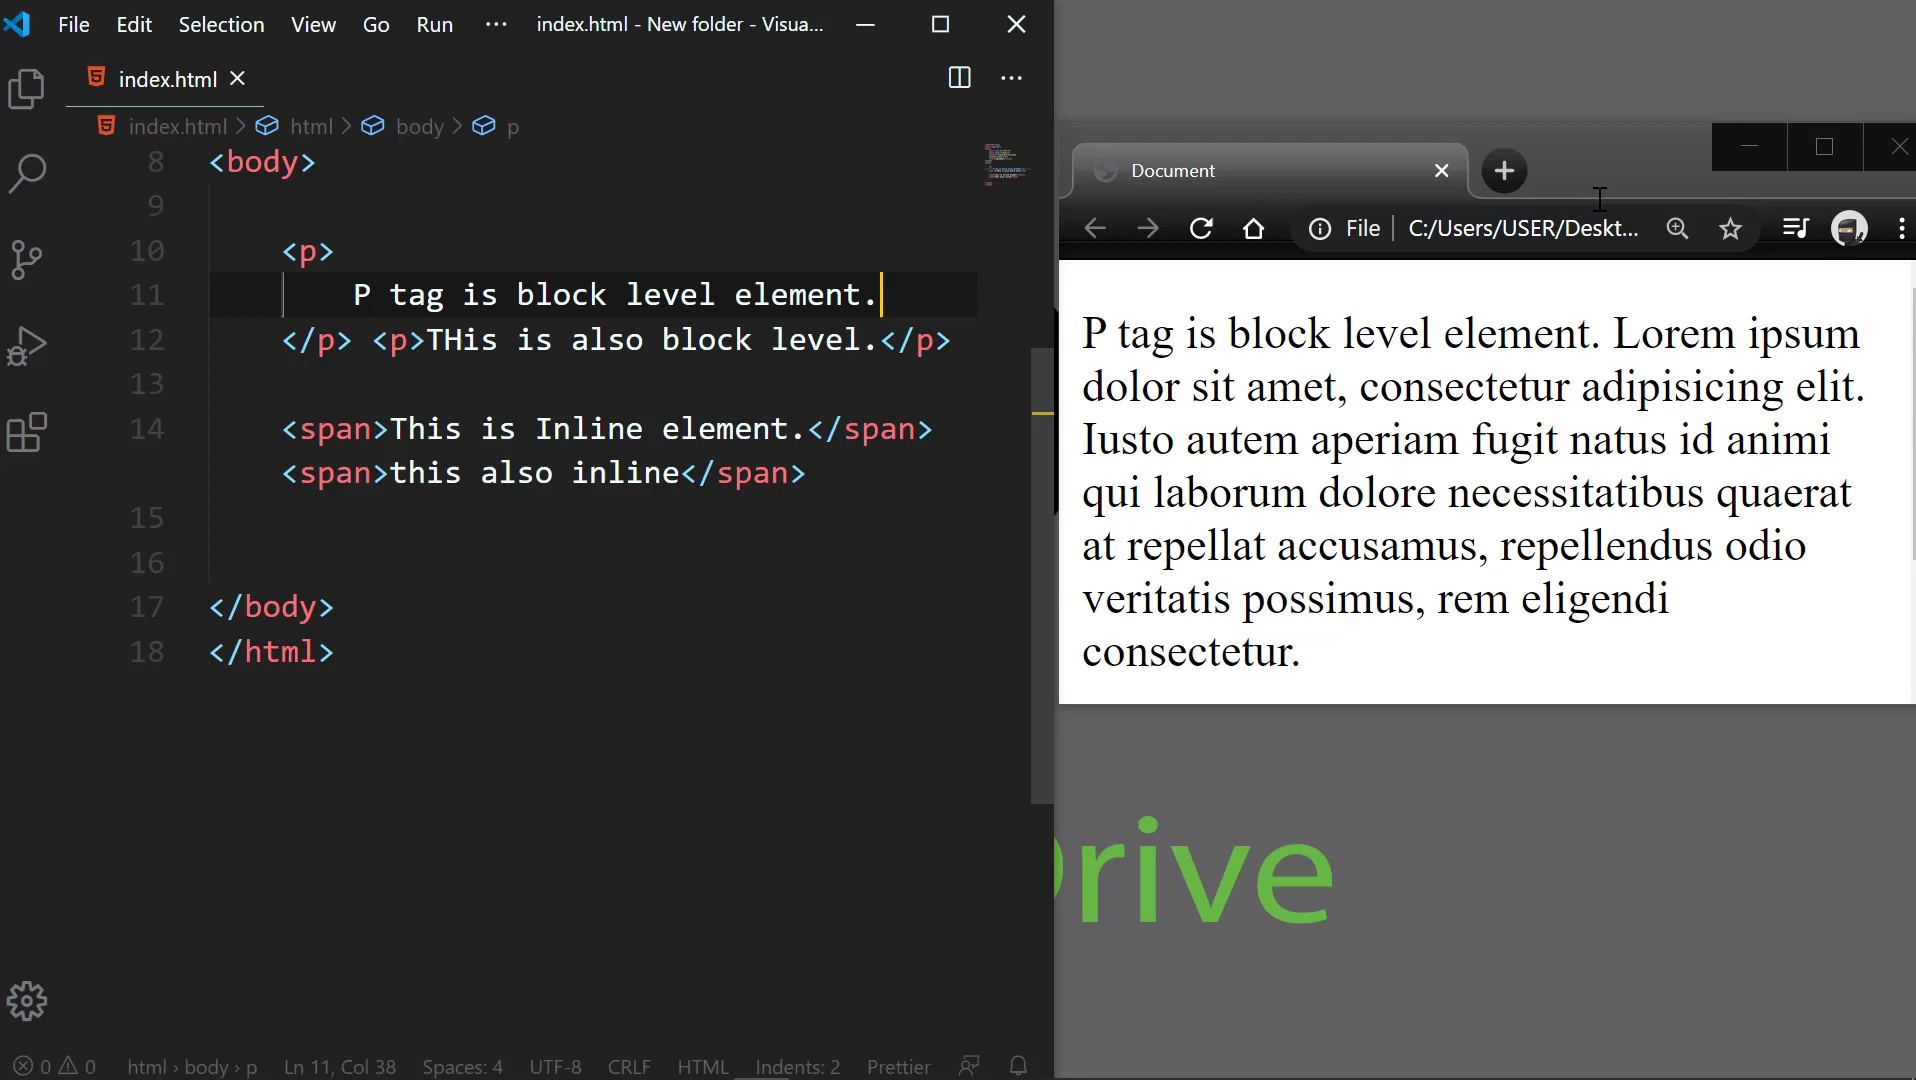 File Edit Selection View Go Run ··· index.html - New folder - Visua...
index.html
index.html > html > body > p
8 <body>
9
10 <p>
11 P tag is block level element.
12 </p> <p>THis is also block level.</p>
13
14 <span>This is Inline element.</span>
<span>this also inline</span>
15
16
17 </body>
18 </html>
0 0 html › body › p Ln 11, Col 38 Spaces: 4 UTF-8 CRLF HTML Indents: 2 Prettier
Document
File C:/Users/USER/Deskt...
P tag is block level element. Lorem ipsum
dolor sit amet, consectetur adipisicing elit.
Iusto autem aperiam fugit natus id animi
qui laborum dolore necessitatibus quaerat
at repellat accusamus, repellendus odio
veritatis possimus, rem eligendi
consectetur.
Drive